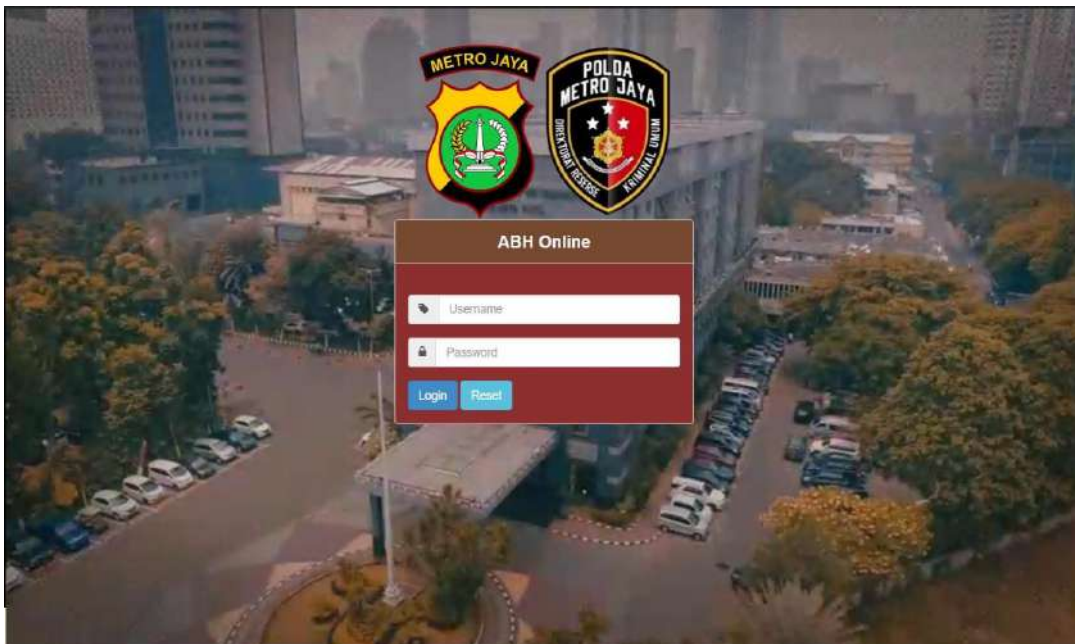 METRO JAYA
POLDA
METRO JAYA
DIREKTORAT RESERSE KRIMINAL UMUM
ABH Online
Username
Password
Login Reset